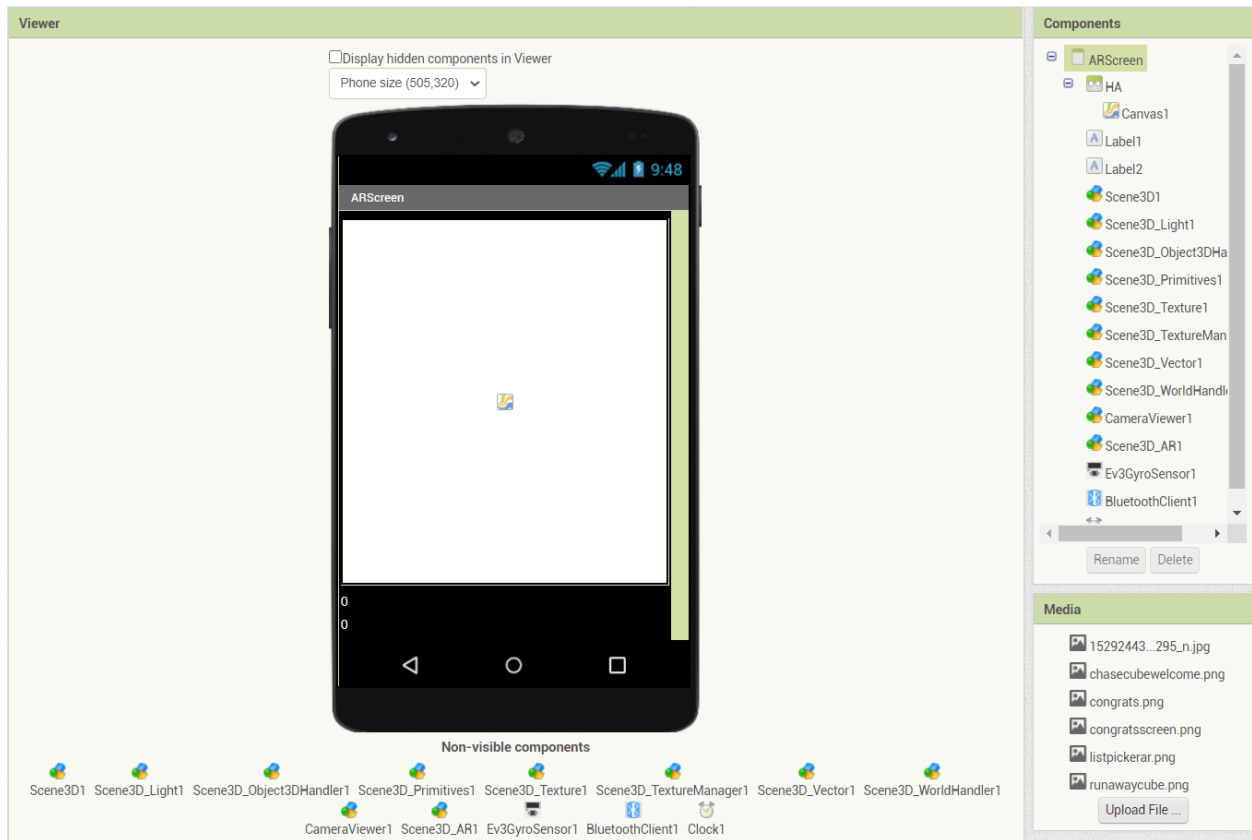 Viewer
Display hidden components in Viewer
Phone size (505,320)
9:48
ARScreen
0
0
Non-visible components
Scene3D1 Scene3D_Light1 Scene3D_Object3DHandler1 Scene3D_Primitives1 Scene3D_Texture1 Scene3D_TextureManager1 Scene3D_Vector1 Scene3D_WorldHandler1
CameraViewer1 Scene3D_AR1 Ev3GyroSensor1 BluetoothClient1 Clock1
Components
ARScreen
HA
Canvas1
A Label1
A Label2
Scene3D1
Scene3D_Light1
Scene3D_Object3DHa
Scene3D_Primitives1
Scene3D_Texture1
Scene3D_TextureMan
Scene3D_Vector1
Scene3D_WorldHandl
CameraViewer1
Scene3D_AR1
Ev3GyroSensor1
BluetoothClient1
Rename Delete
Media
15292443...295_n.jpg
chasecubewelcome.png
congrats.png
congratsscreen.png
listpickerar.png
runawaycube.png
Upload File ...